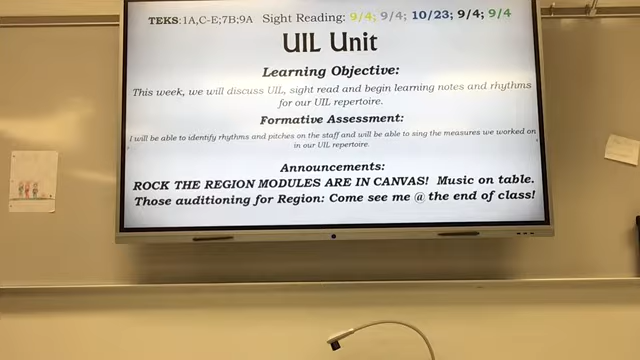 TEKS:1A,C-E;7B;9A Sight Reading: 9/4; 9/4; 10/23; 9/4; 9/4
UIL Unit
Learning Objective:
This week, we will discuss UIL, sight read and begin learning notes and rhythms
for our UIL repertoire.
Formative Assessment:
I will be able to identify rhythms and pitches on the staff and will be able to sing the measures we worked on
in our UIL repertoire.
Announcements:
ROCK THE REGION MODULES ARE IN CANVAS! Music on table.
Those auditioning for Region: Come see me @ the end of class!